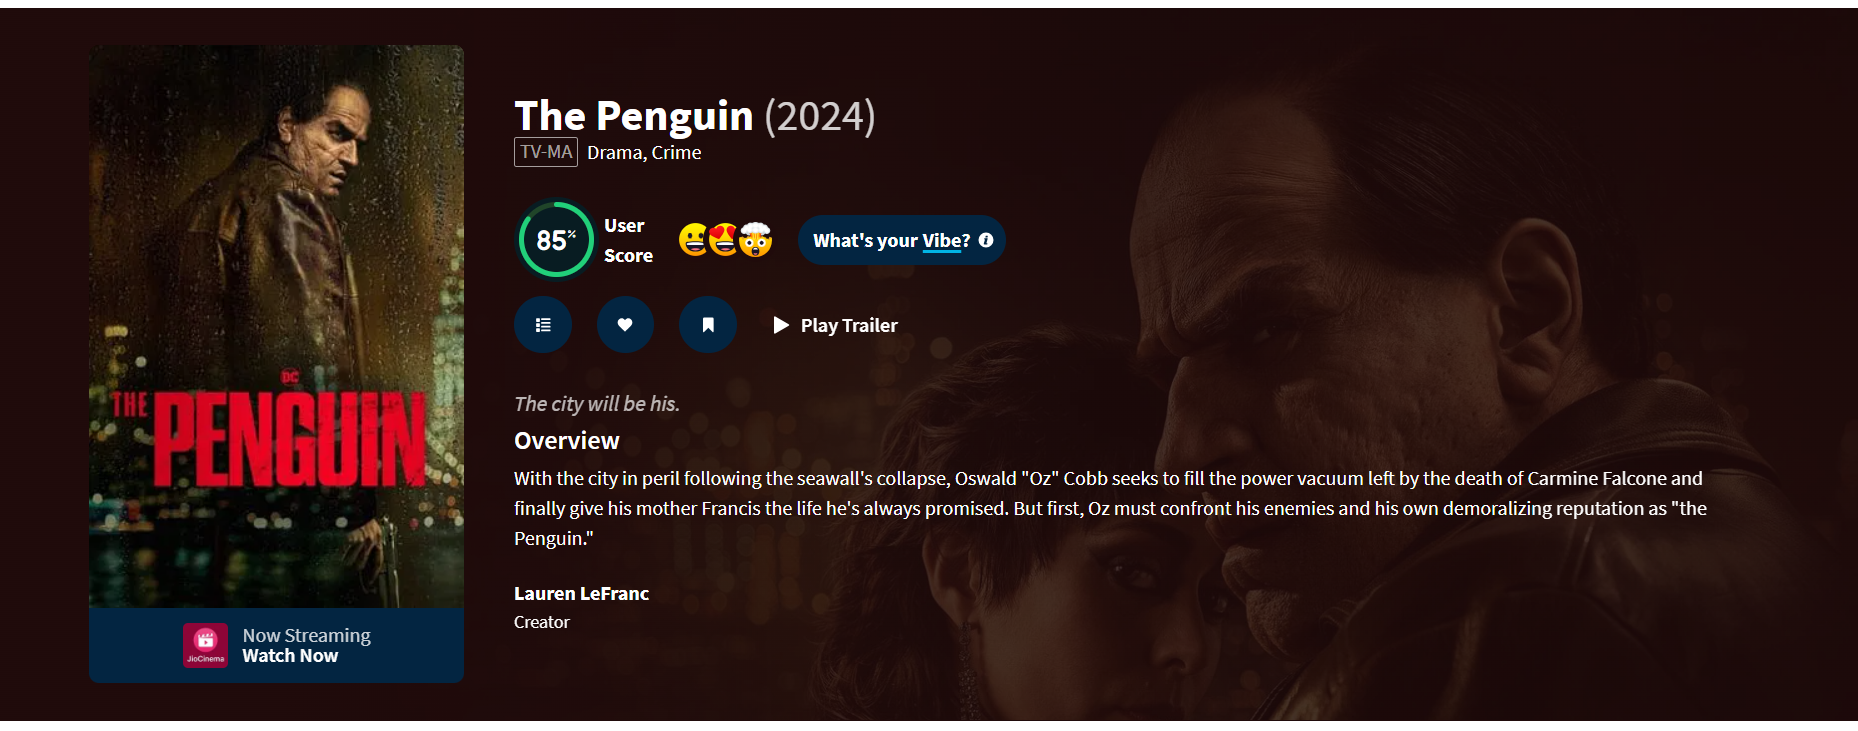 DC
THE
PENGUIN
JioCinema
Now Streaming
Watch Now
The Penguin (2024)
TV-MA Drama, Crime
85%
User
Score
What's your Vibe?
Play Trailer
The city will be his.
Overview
With the city in peril following the seawall's collapse, Oswald "Oz" Cobb seeks to fill the power vacuum left by the death of Carmine Falcone and
finally give his mother Francis the life he's always promised. But first, Oz must confront his enemies and his own demoralizing reputation as "the
Penguin."
Lauren LeFranc
Creator